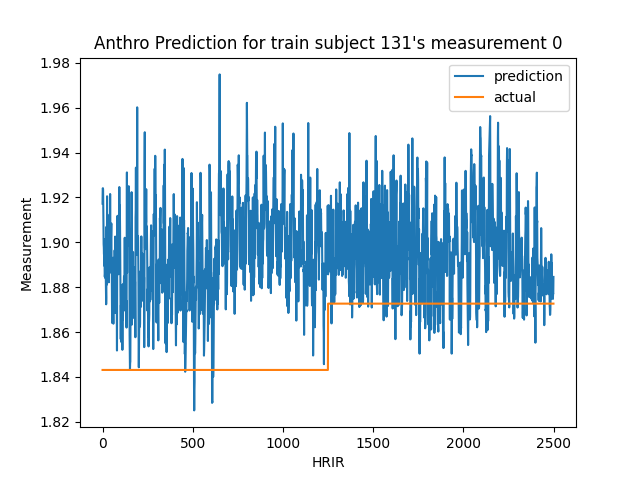 Anthro Prediction for train subject 131's measurement 0
prediction
actual
Measurement
1.98
1.96
1.94
1.92
1.90
1.88
1.86
1.84
1.82
0 500 1000 1500 2000 2500
HRIR